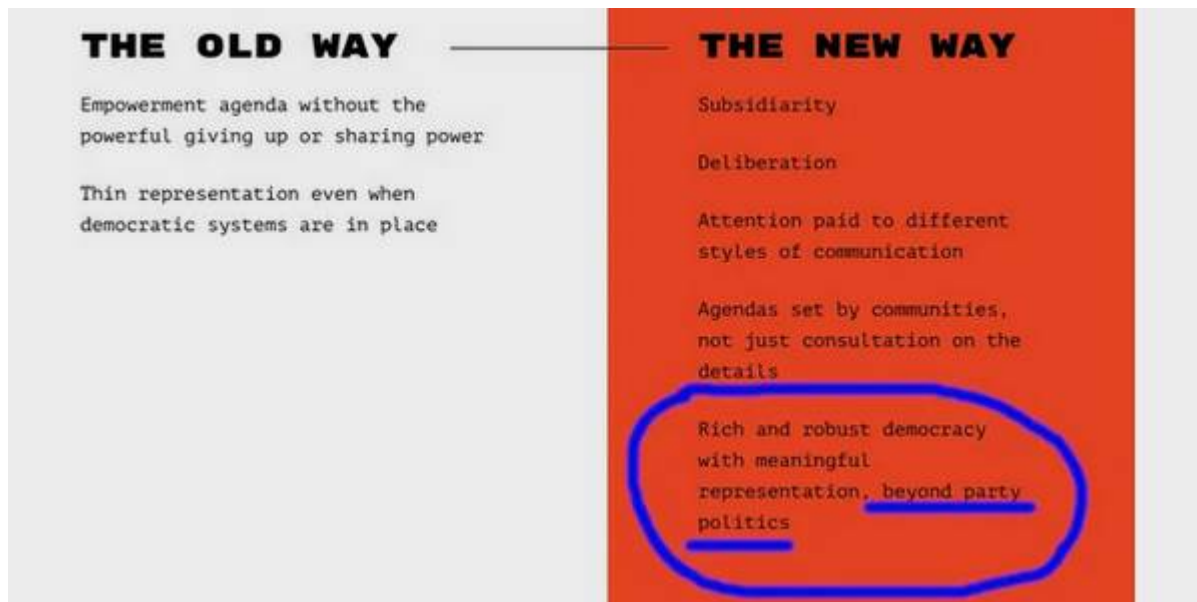 THE OLD WAY
Empowerment agenda without the
powerful giving up or sharing power
Thin representation even when
democratic systems are in place
THE NEW WAY
Subsidiarity
Deliberation
Attention paid to different
styles of communication
Agendas set by communities,
not just consultation on the
details
Rich and robust democracy
with meaningful
representation, beyond party
politics